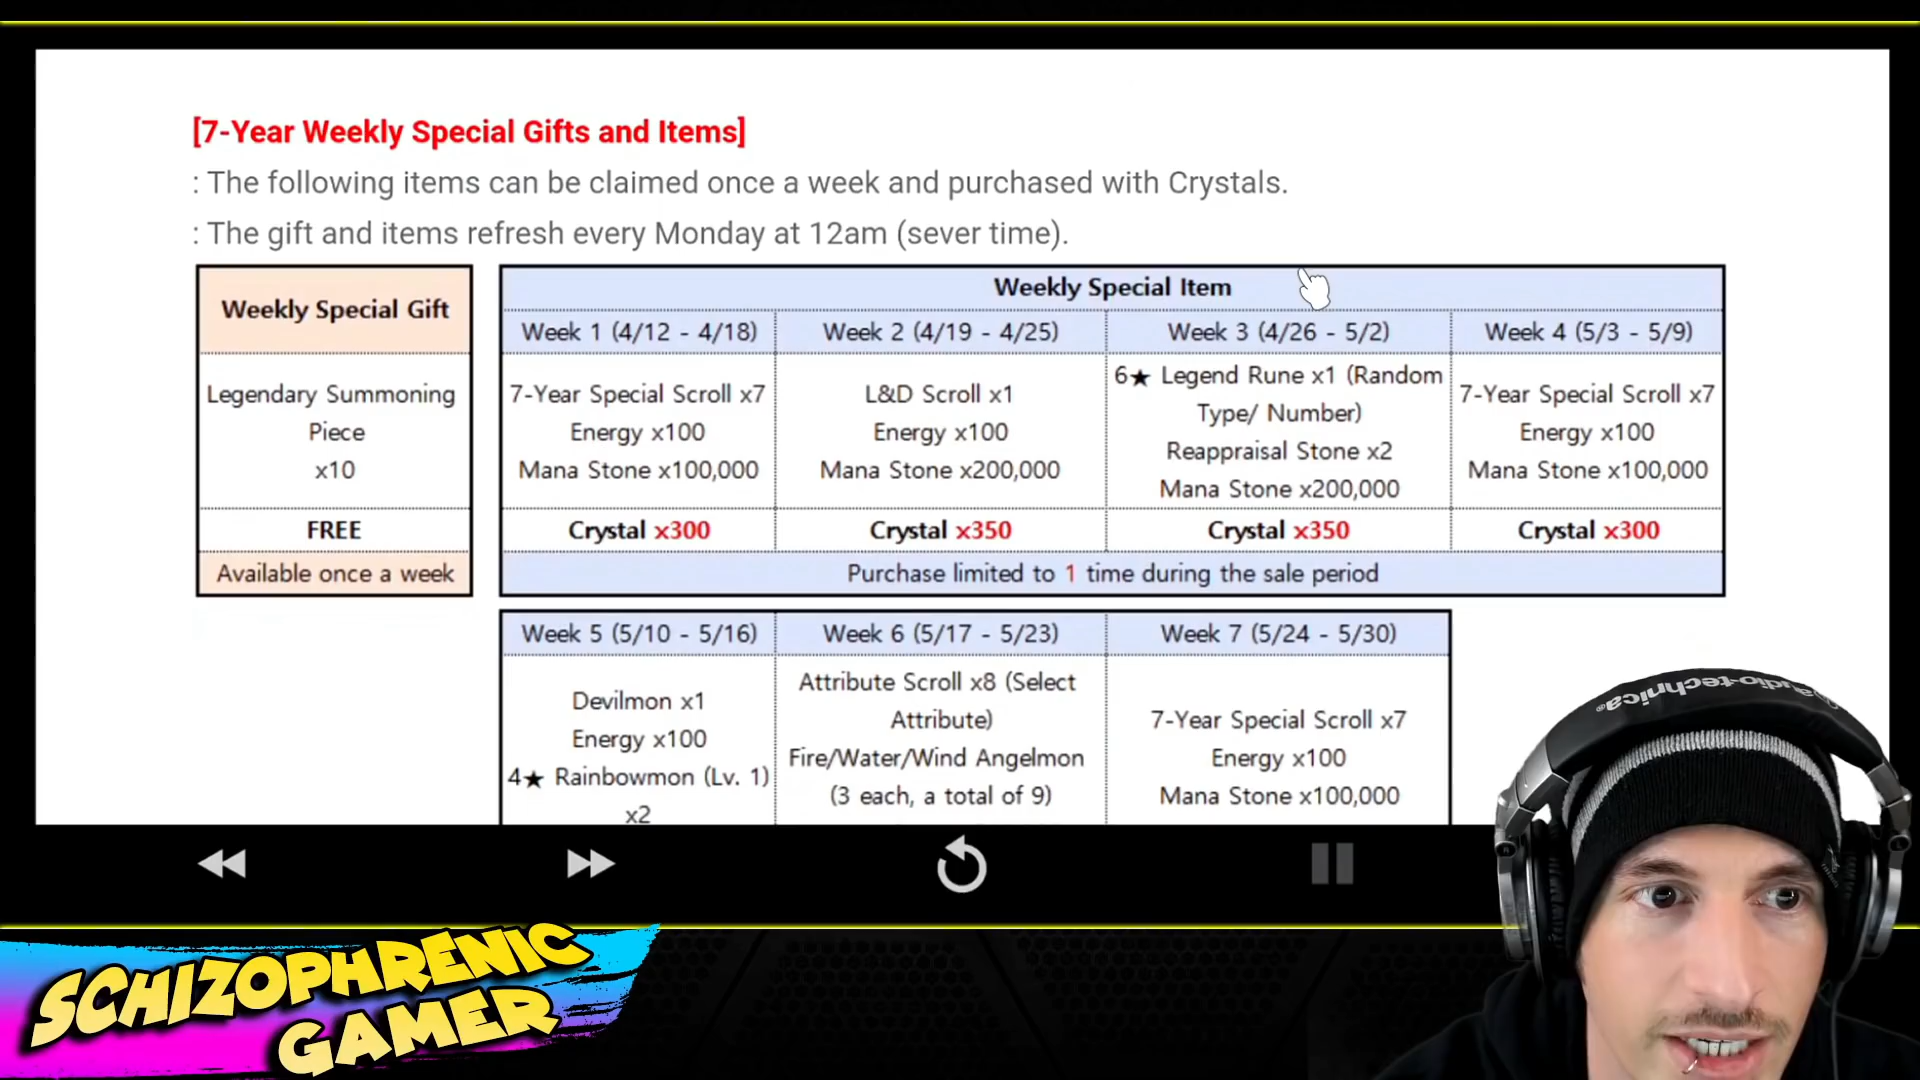 [7-Year Weekly Special Gifts and Items]
: The following items can be claimed once a week and purchased with Crystals.
: The gift and items refresh every Monday at 12am (sever time).
Weekly Special Gift
Legendary Summoning
Piece
x10
FREE
Available once a week
Weekly Special Item
Week 1 (4/12 - 4/18)
7-Year Special Scroll x7
Energy x100
Mana Stone x100,000
Crystal x300
Week 2 (4/19 - 4/25)
L&D Scroll x1
Energy x100
Mana Stone x200,000
Crystal x350
Week 3 (4/26 - 5/2)
6★ Legend Rune x1 (Random
Type/ Number)
Reappraisal Stone x2
Mana Stone x200,000
Crystal x350
Week 4 (5/3 - 5/9)
7-Year Special Scroll x7
Energy x100
Mana Stone x100,000
Crystal x300
Purchase limited to 1 time during the sale period
Week 5 (5/10 - 5/16)
Devilmon x1
Energy x100
4★ Rainbowmon (Lv. 1)
x2
Week 6 (5/17 - 5/23)
Attribute Scroll x8 (Select
Attribute)
Fire/Water/Wind Angelmon
(3 each, a total of 9)
Week 7 (5/24 - 5/30)
7-Year Special Scroll x7
Energy x100
Mana Stone x100,000
audio-technica
SCHIZOPHRENIC
GAMER